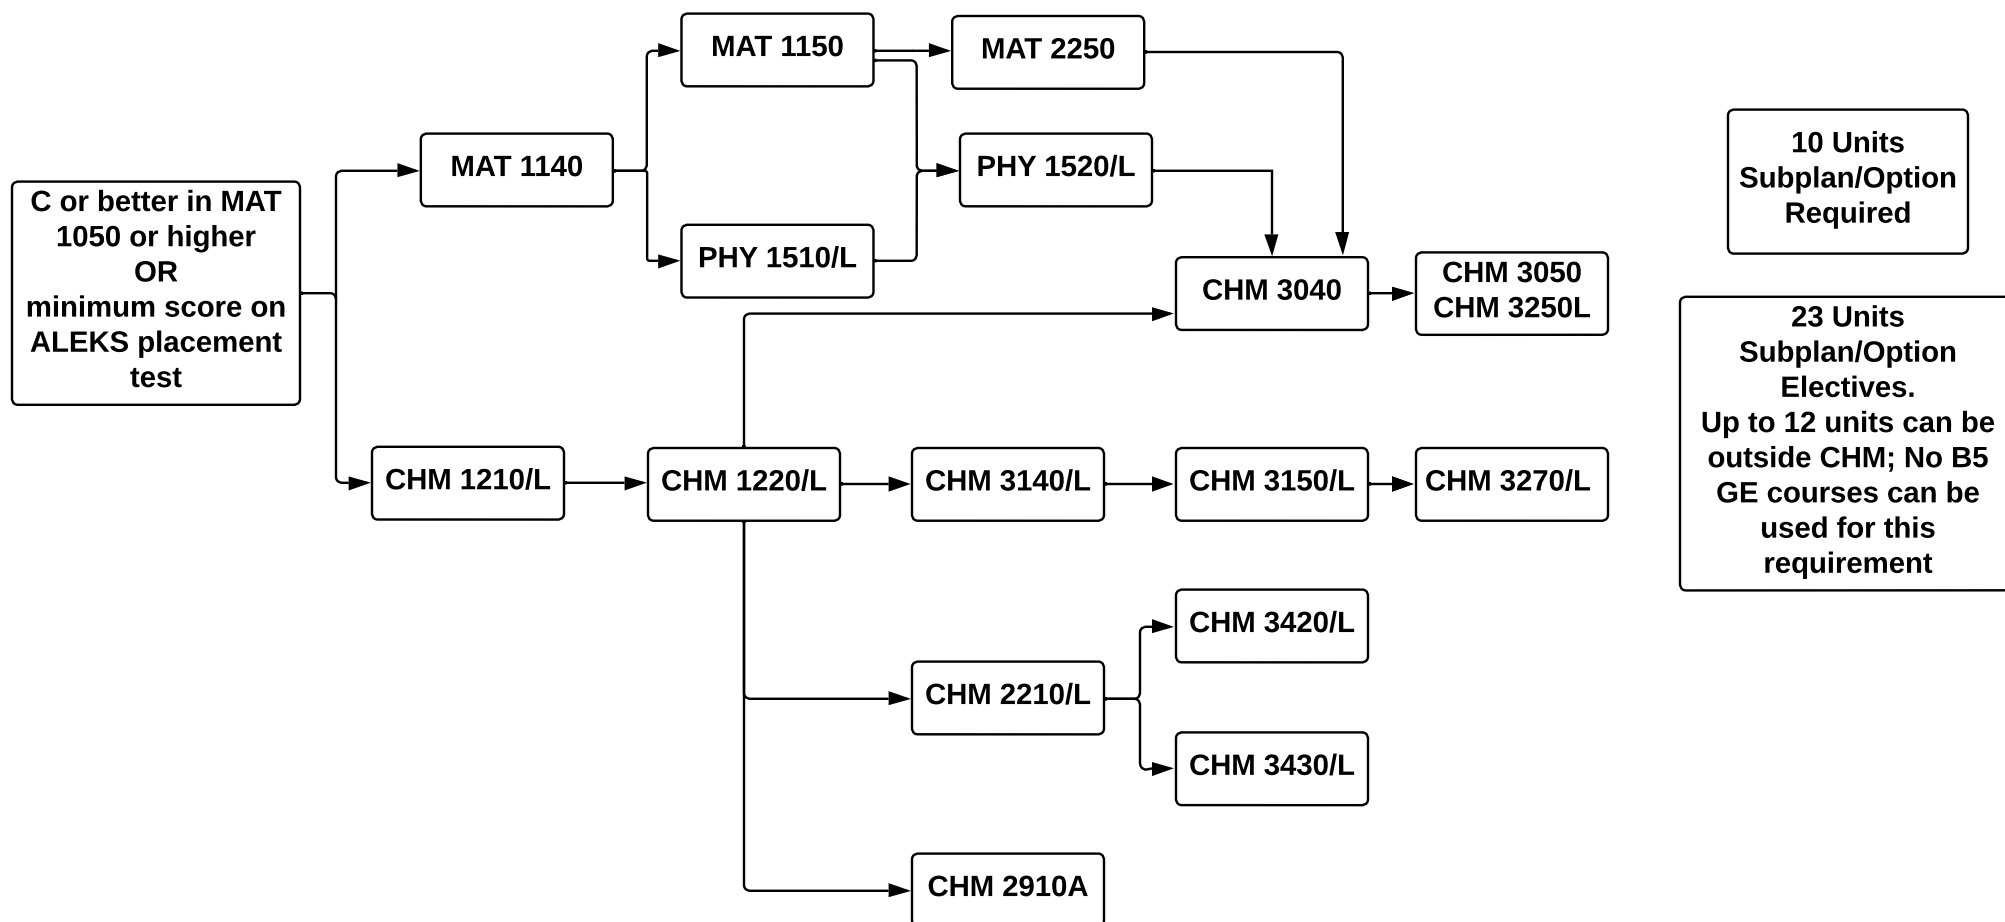 MAT 1150
MAT 2250
MAT 1140
PHY 1520/L
PHY 1510/L
C or better in MAT
1050 or higher
OR
minimum score on
ALEKS placement
test
CHM 3040
CHM 3050
CHM 3250L
CHM 1210/L
CHM 1220/L
CHM 3140/L
CHM 3150/L
CHM 3270/L
CHM 3420/L
CHM 2210/L
CHM 3430/L
CHM 2910A
10 Units
Subplan/Option
Required
23 Units
Subplan/Option
Electives.
Up to 12 units can be
outside CHM; No B5
GE courses can be
used for this
requirement